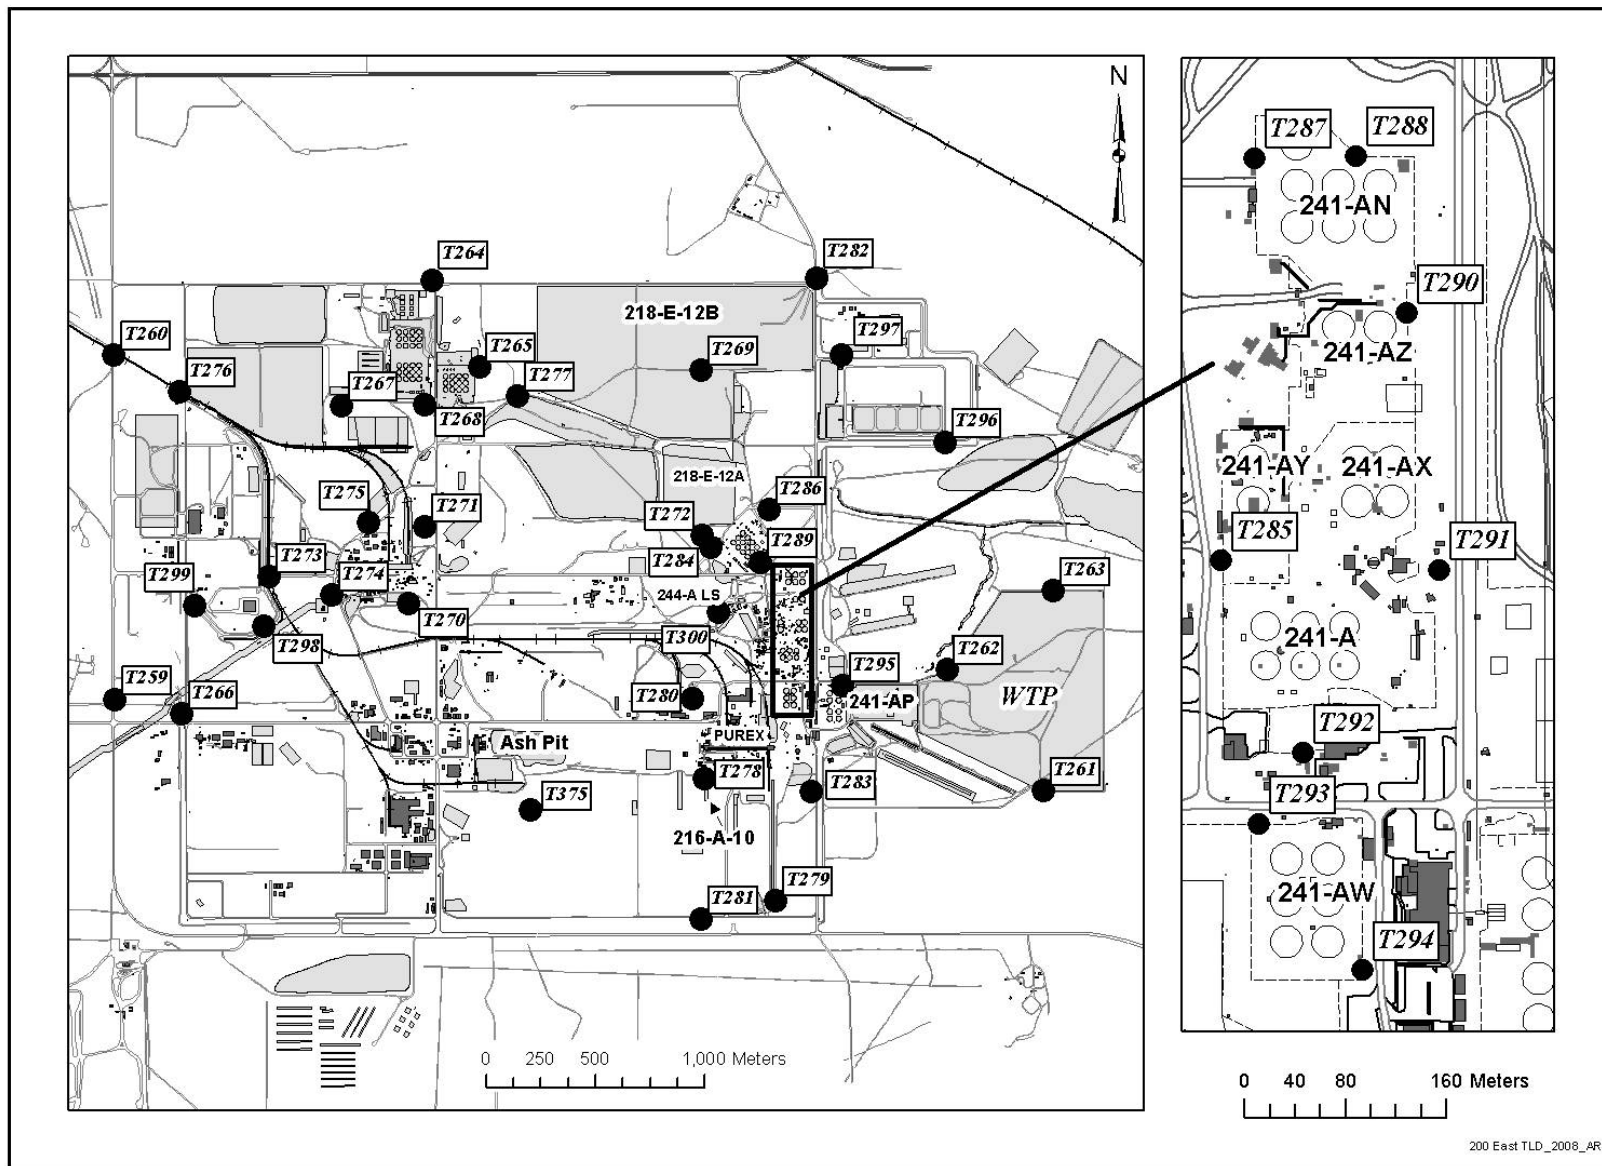 N
T264
T282
218-E-12B
T260
T276
T267
T265
T277
T269
T297
T268
T296
218-E-12A
T275
T271
T272
T286
T284
T289
T273
T299
T274
T263
244-A LS
T270
T298
T300
T262
T259
T266
T280
T295
241-AP
WTP
Ash Pit
PUREX
T278
T283
T261
T375
216-A-10
T281
T279
0 250 500 1,000 Meters
T287
T288
241-AN
T290
241-AZ
241-AY
241-AX
T285
T291
241-A
T292
T293
241-AW
T294
0 40 80 160 Meters
200 East TLD_2008_AR